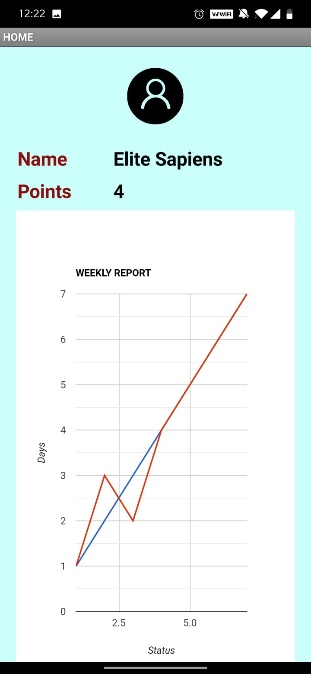 12:22
VoWIFI
HOME
Name Elite Sapiens
Points 4
WEEKLY REPORT
7
6
5
4
3
2
1
0
Days
2.5 5.0
Status